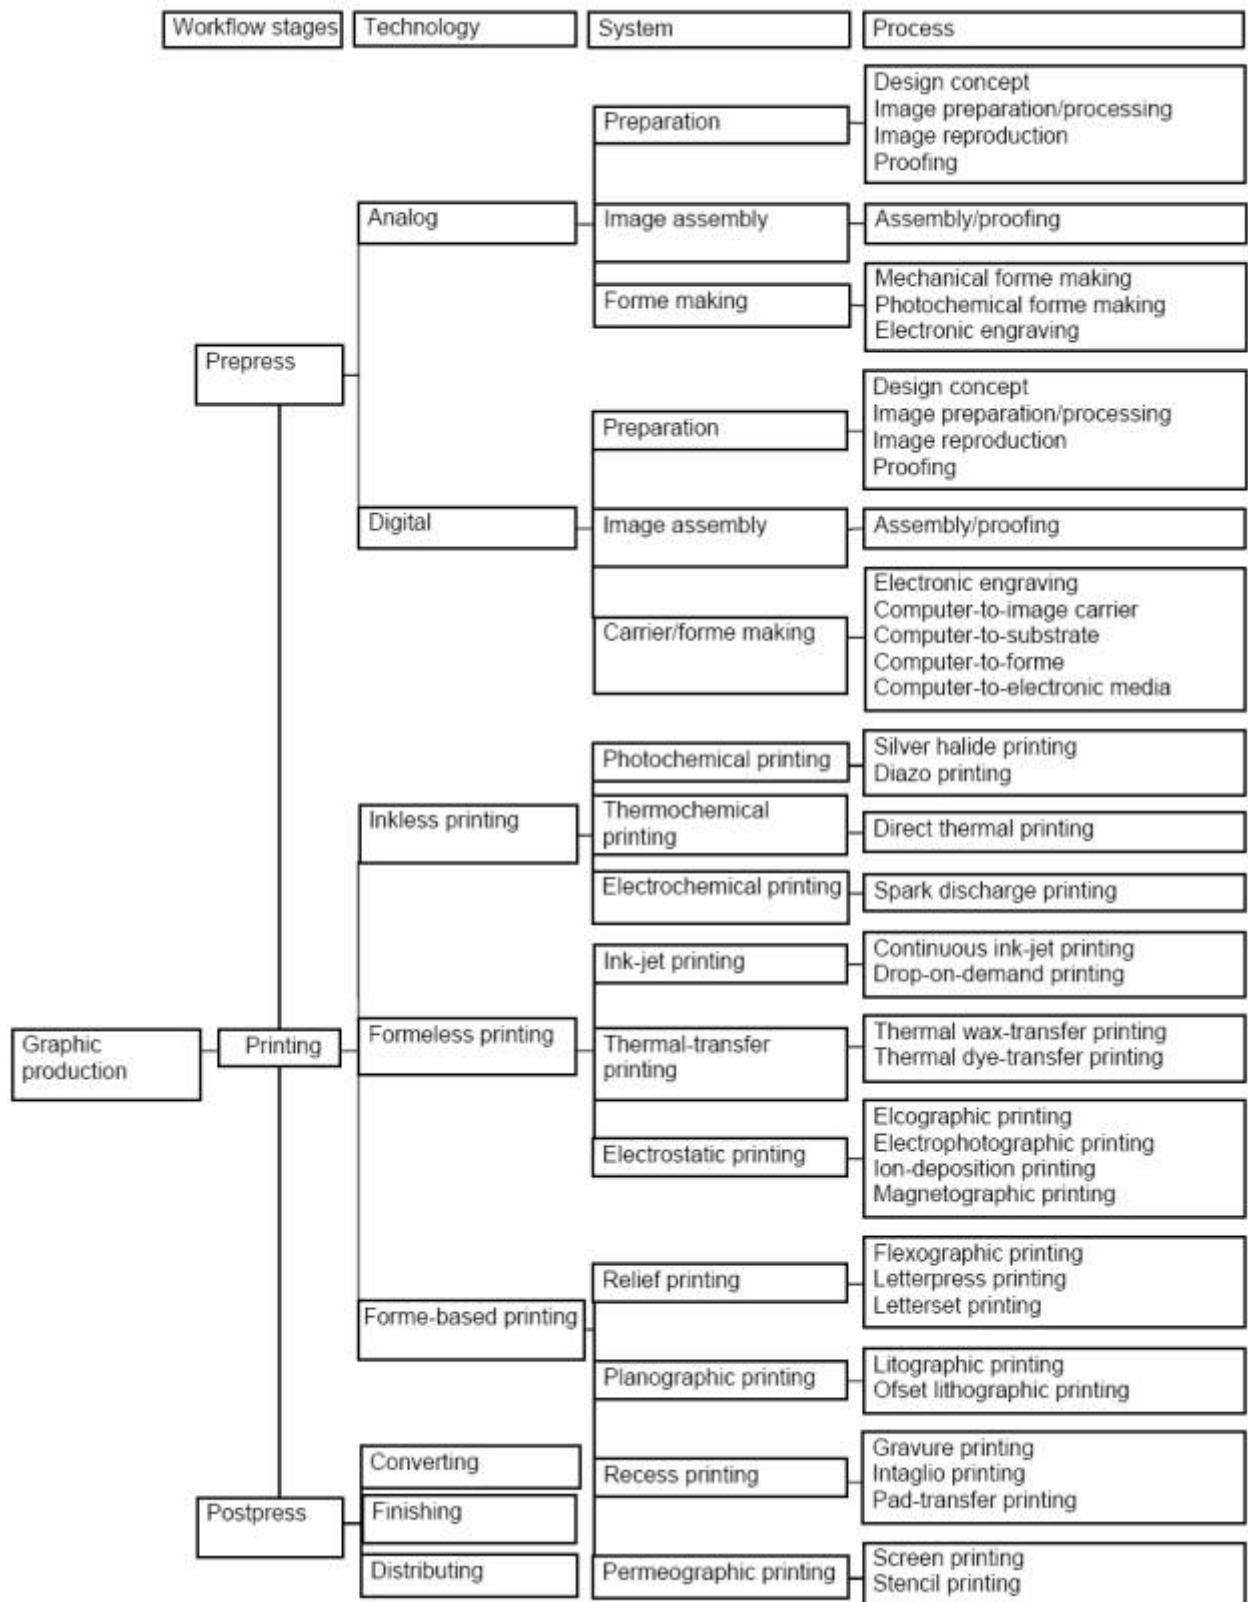 Workflow stages
Technology
System
Process
Preparation
Design concept
Image preparation/processing
Image reproduction
Proofing
Analog
Image assembly
Assembly/proofing
Forme making
Mechanical forme making
Photochemical forme making
Electronic engraving
Prepress
Preparation
Design concept
Image preparation/processing
Image reproduction
Proofing
Digital
Image assembly
Assembly/proofing
Carrier/forme making
Electronic engraving
Computer-to-image carrier
Computer-to-substrate
Computer-to-forme
Computer-to-electronic media
Photochemical printing
Silver halide printing
Diazo printing
Inkless printing
Thermochemical
printing
Direct thermal printing
Electrochemical printing
Spark discharge printing
Ink-jet printing
Continuous ink-jet printing
Drop-on-demand printing
Graphic
production
Printing
Formeless printing
Thermal-transfer
printing
Thermal wax-transfer printing
Thermal dye-transfer printing
Electrostatic printing
Elcographic printing
Electrophotographic printing
Ion-deposition printing
Magnetographic printing
Relief printing
Flexographic printing
Letterpress printing
Letterset printing
Forme-based printing
Planographic printing
Litographic printing
Ofset lithographic printing
Converting
Recess printing
Gravure printing
Intaglio printing
Pad-transfer printing
Postpress
Finishing
Distributing
Permeographic printing
Screen printing
Stencil printing